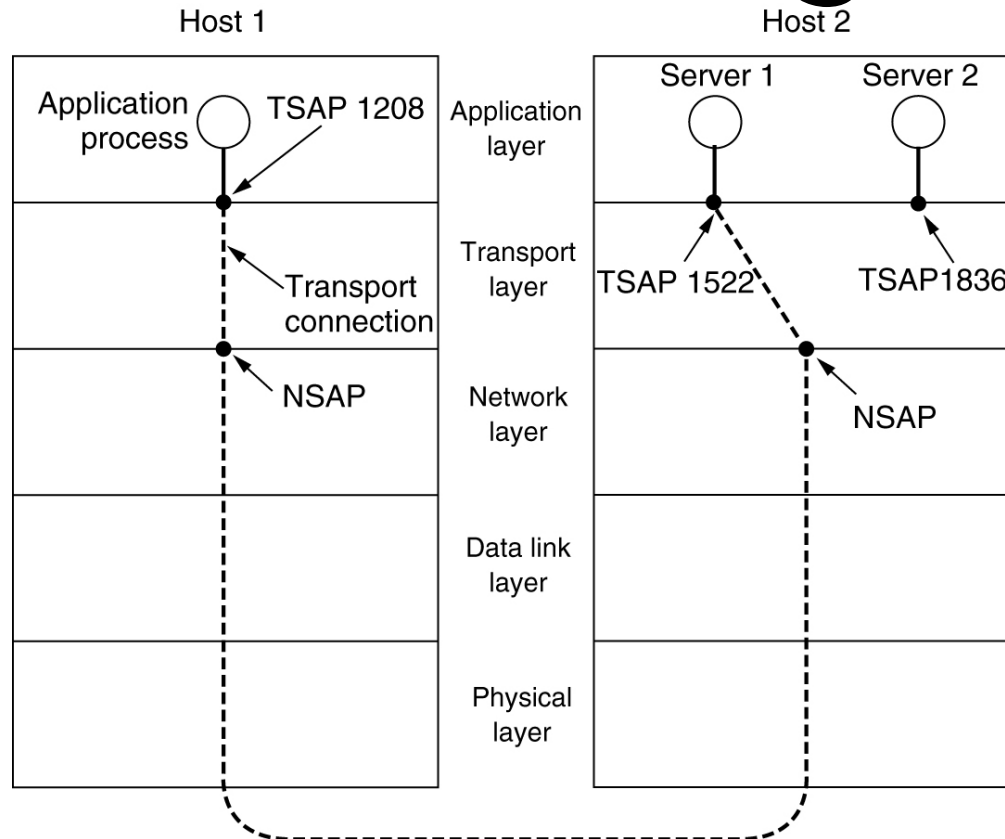 Host 1
Host 2
Application
process
TSAP 1208
Application
layer
Server 1
Server 2
Transport
connection
Transport
layer
TSAP 1522
TSAP1836
NSAP
Network
layer
NSAP
Data link
layer
Physical
layer